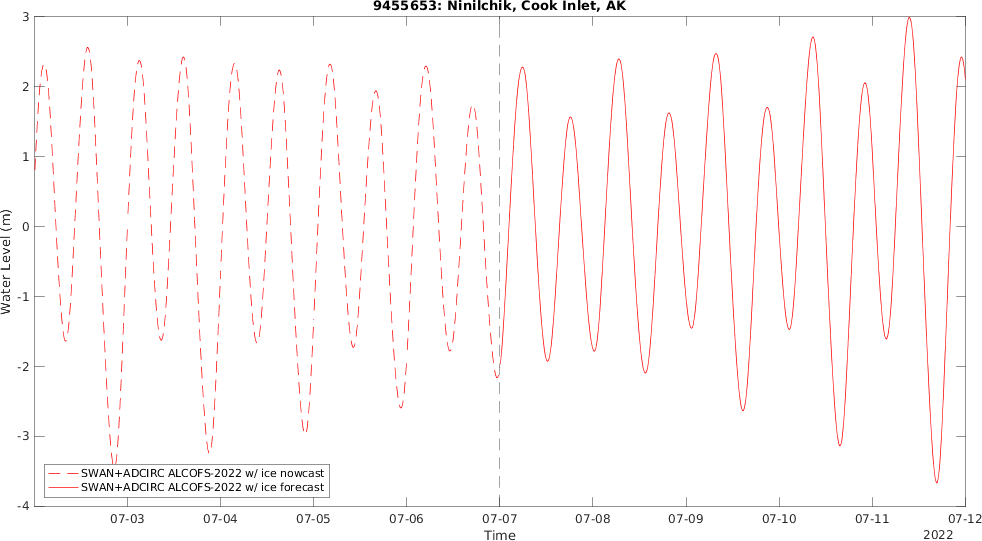 9455653: Ninilchik, Cook Inlet, AK
3
2
1
0
-1
-2
-3
-4
Water Level (m)
SWAN+ADCIRC ALCOFS-2022 w/ ice nowcast
SWAN+ADCIRC ALCOFS-2022 w/ ice forecast
07-03 07-04 07-05 07-06 07-07 07-08 07-09 07-10 07-11 07-12
Time
2022